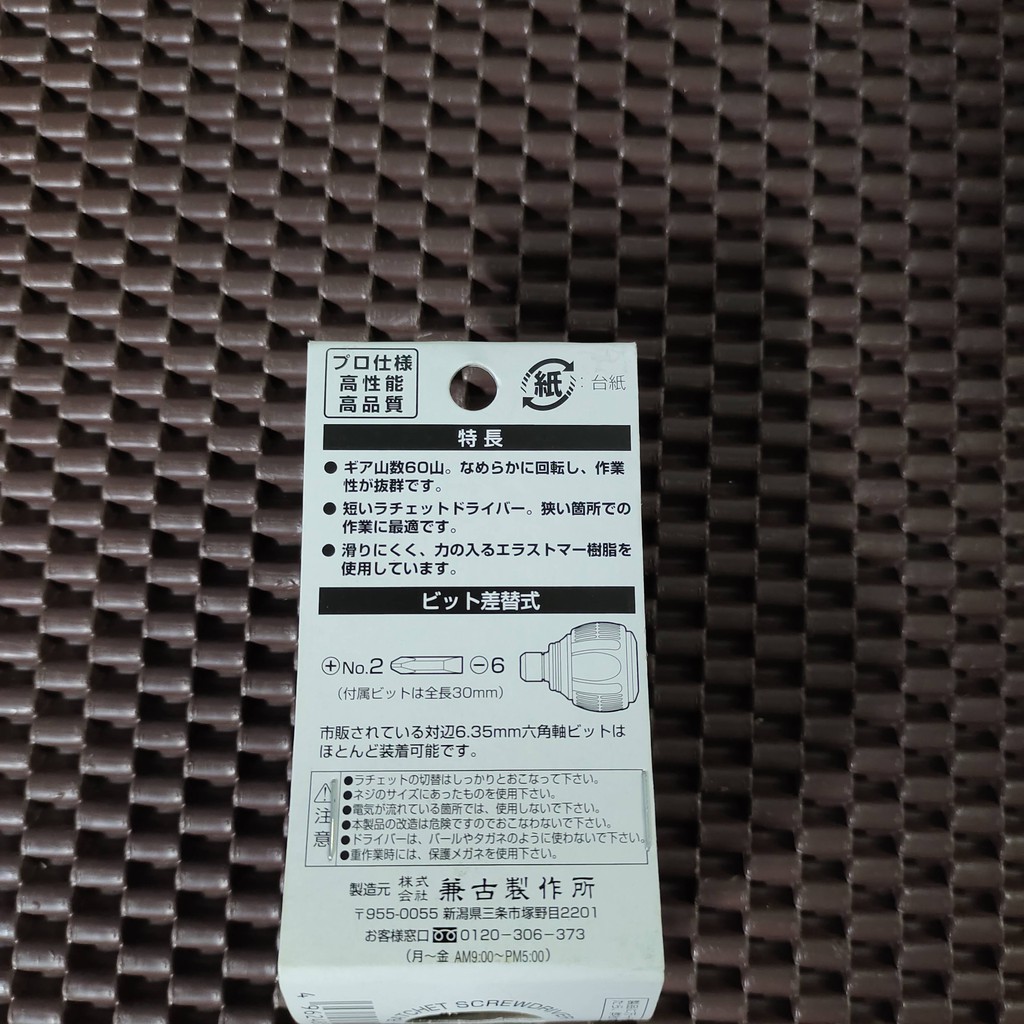 プロ仕様
高性能
高品質
紙 : 台紙
特長
● ギア山数60山。なめらかに回転し、作業
性が抜群です。
● 短いラチェットドライバー。狭い箇所での
作業に最適です。
● 滑りにくく、力の入るエラストマー樹脂を
使用しています。
ビット差替式
⊕No.2 ⊖6
(付属ビットは全長30mm)
市販されている対辺6.35mm六角軸ビットは
ほとんど装着可能です。
注意
●ラチェットの切替はしっかりとおこなって下さい。
●ネジのサイズにあったものを使用下さい。
●電気が流れている箇所では、使用しないで下さい。
●本製品の改造は危険ですのでおこなわないで下さい。
●ドライバーは、バールやタガネのように使わないで下さい。
●重作業時には、保護メガネを使用下さい。
製造元 株式会社 兼古製作所
〒955-0055 新潟県三条市塚野目2201
お客様窓口 0120-306-373
(月〜金 AM9:00〜PM5:00)
SCREWDRIVER